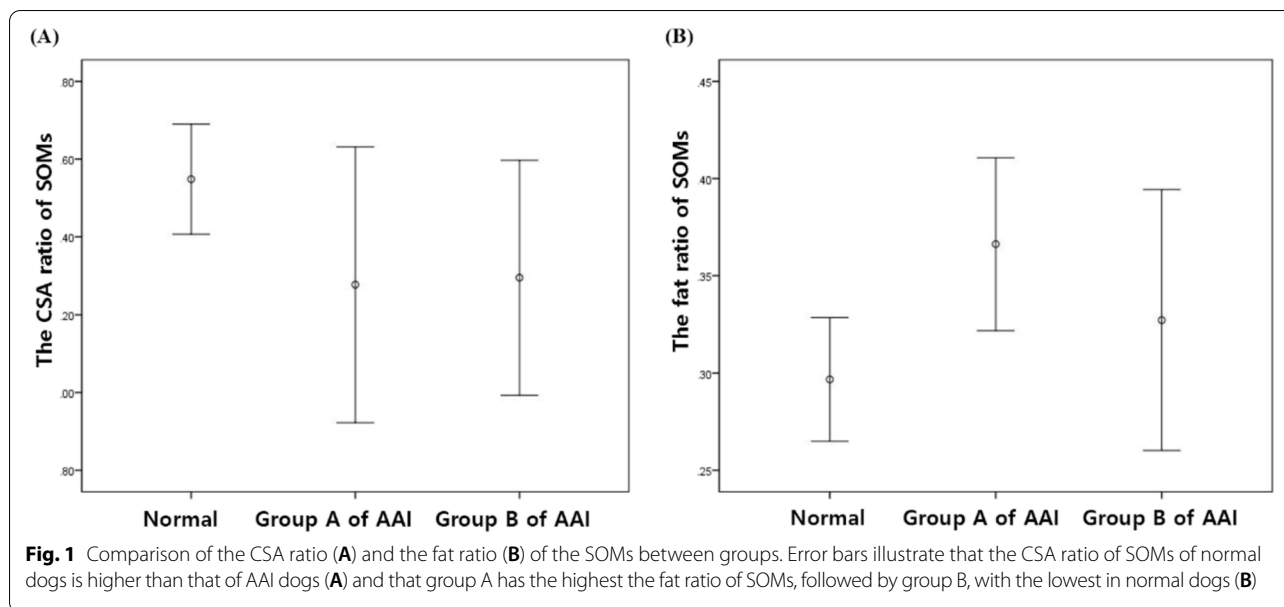 (A)
The CSA ratio of SOMs
.80
.60
.40
.20
.00
.80
Normal Group A of AAI Group B of AAI
(B)
The fat ratio of SOMs
.45
.40
.35
.30
.25
Normal Group A of AAI Group B of AAI
Fig. 1 Comparison of the CSA ratio (A) and the fat ratio (B) of the SOMs between groups. Error bars illustrate that the CSA ratio of SOMs of normal
dogs is higher than that of AAI dogs (A) and that group A has the highest the fat ratio of SOMs, followed by group B, with the lowest in normal dogs (B)